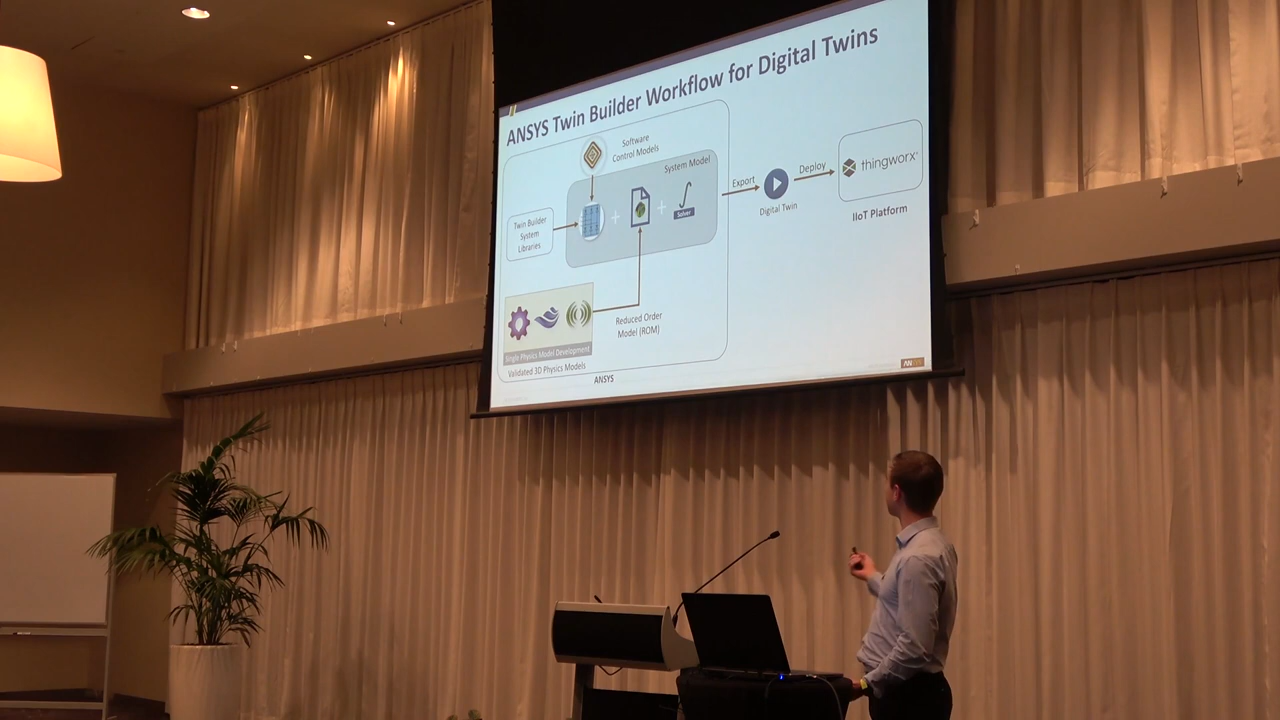 ANSYS Twin Builder Workflow for Digital Twins
Software
Control Models
System Model
Twin Builder
System
Libraries
Solver
Export
Digital Twin
Deploy
thingworx
IIoT Platform
Reduced Order
Model (ROM)
Single Physics Model Development
Validated 3D Physics Models
ANSYS